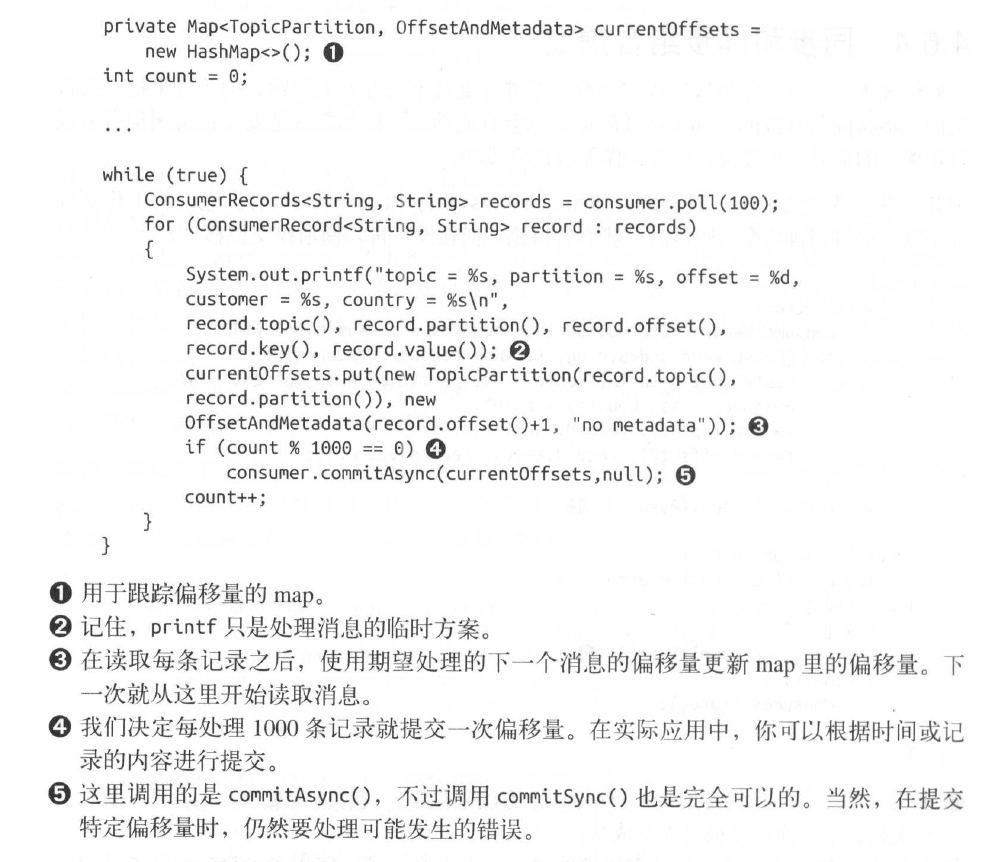 private Map<TopicPartition, OffsetAndMetadata> currentOffsets =
    new HashMap<>(); ❶
int count = 0;
...
while (true) {
    ConsumerRecords<String, String> records = consumer.poll(100);
    for (ConsumerRecord<String, String> record : records)
    {
        System.out.printf("topic = %s, partition = %s, offset = %d,
        customer = %s, country = %s\n",
        record.topic(), record.partition(), record.offset(),
        record.key(), record.value()); ❷
        currentOffsets.put(new TopicPartition(record.topic(),
        record.partition()), new
        OffsetAndMetadata(record.offset()+1, "no metadata")); ❸
        if (count % 1000 == 0) ❹
            consumer.commitAsync(currentOffsets,null); ❺
        count++;
    }
}
❶ 用于跟踪偏移量的 map。
❷ 记住，printf 只是处理消息的临时方案。
❸ 在读取每条记录之后，使用期望处理的下一个消息的偏移量更新 map 里的偏移量。下
一次就从这里开始读取消息。
❹ 我们决定每处理 1000 条记录就提交一次偏移量。在实际应用中，你可以根据时间或记
录的内容进行提交。
❺ 这里调用的是 commitAsync()，不过调用 commitSync() 也是完全可以的。当然，在提交
特定偏移量时，仍然要处理可能发生的错误。